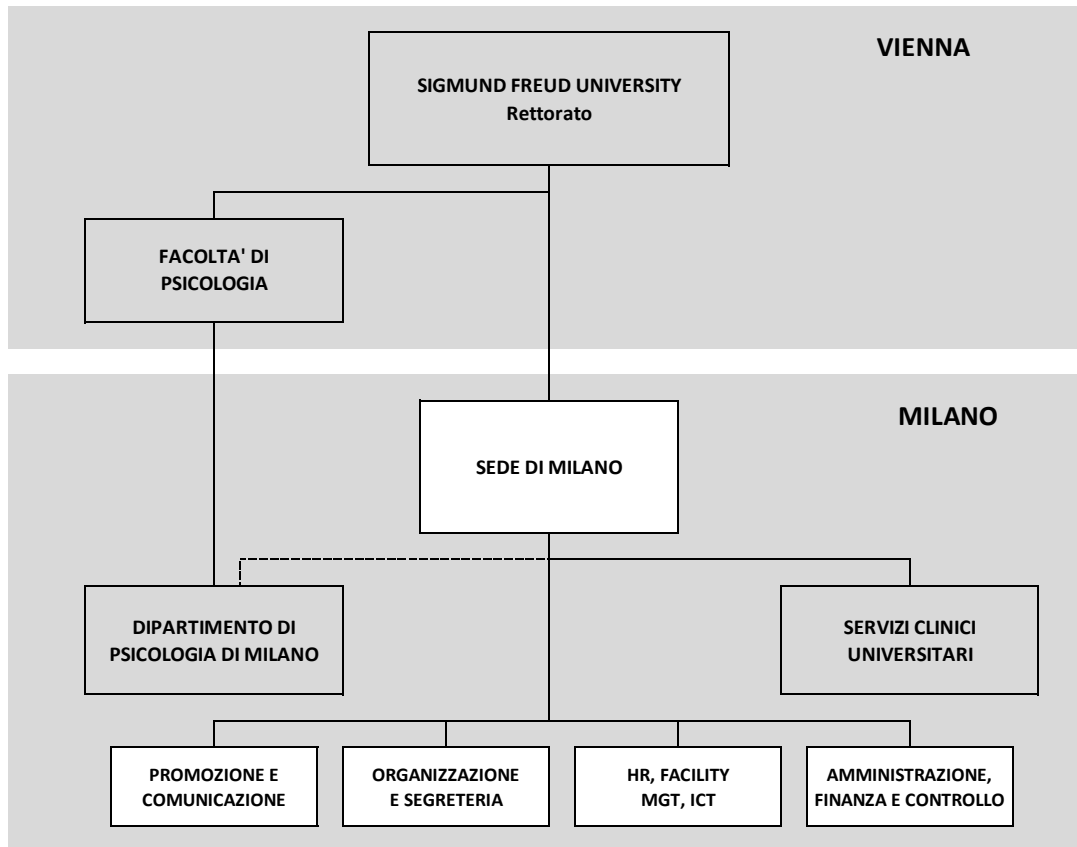 VIENNA
SIGMUND FREUD UNIVERSITY
Rettorato
FACOLTA' DI
PSICOLOGIA
MILANO
SEDE DI MILANO
DIPARTIMENTO DI
PSICOLOGIA DI MILANO
SERVIZI CLINICI
UNIVERSITARI
PROMOZIONE E
COMUNICAZIONE
ORGANIZZAZIONE
E SEGRETERIA
HR, FACILITY
MGT, ICT
AMMINISTRAZIONE,
FINANZA E CONTROLLO